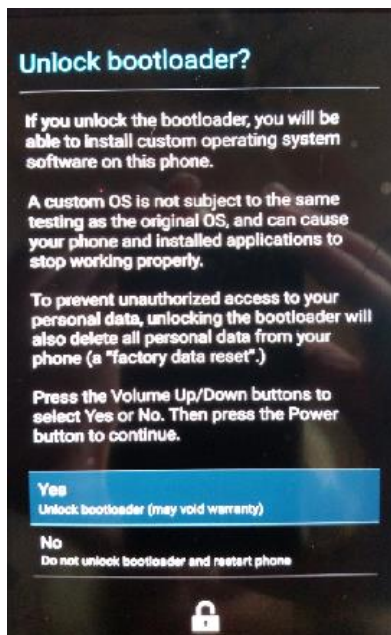 Unlock bootloader?
If you unlock the bootloader, you will be
able to install custom operating system
software on this phone.
A custom OS is not subject to the same
testing as the original OS, and can cause
your phone and installed applications to
stop working properly.
To prevent unauthorized access to your
personal data, unlocking the bootloader will
also delete all personal data from your
phone (a "factory data reset".)
Press the Volume Up/Down buttons to
select Yes or No. Then press the Power
button to continue.
Yes
Unlock bootloader (may void warranty)
No
Do not unlock bootloader and restart phone